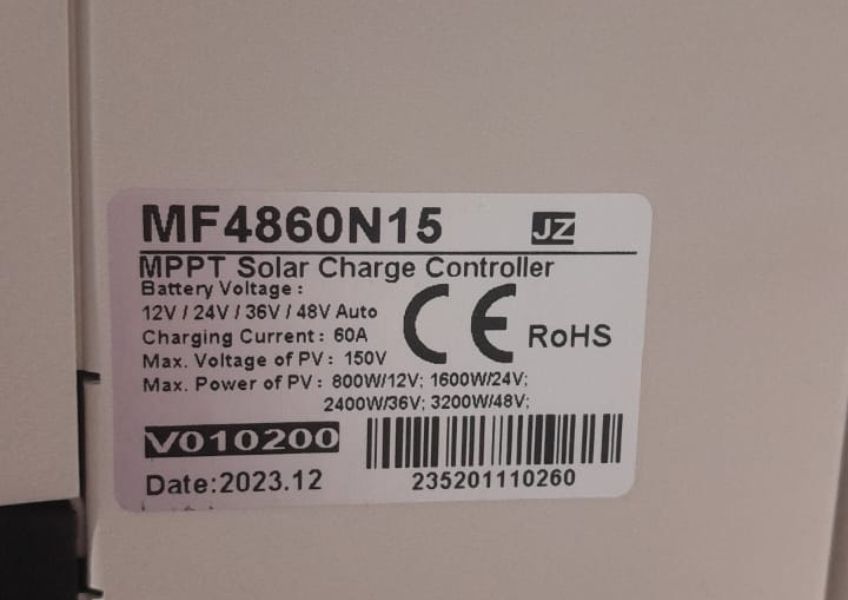 MF4860N15 JZ
MPPT Solar Charge Controller
Battery Voltage :
12V / 24V / 36V / 48V Auto
Charging Current : 60A
CE RoHS
Max. Voltage of PV : 150V
Max. Power of PV : 800W/12V; 1600W/24V;
2400W/36V; 3200W/48V;
V010200
Date:2023.12
235201110260